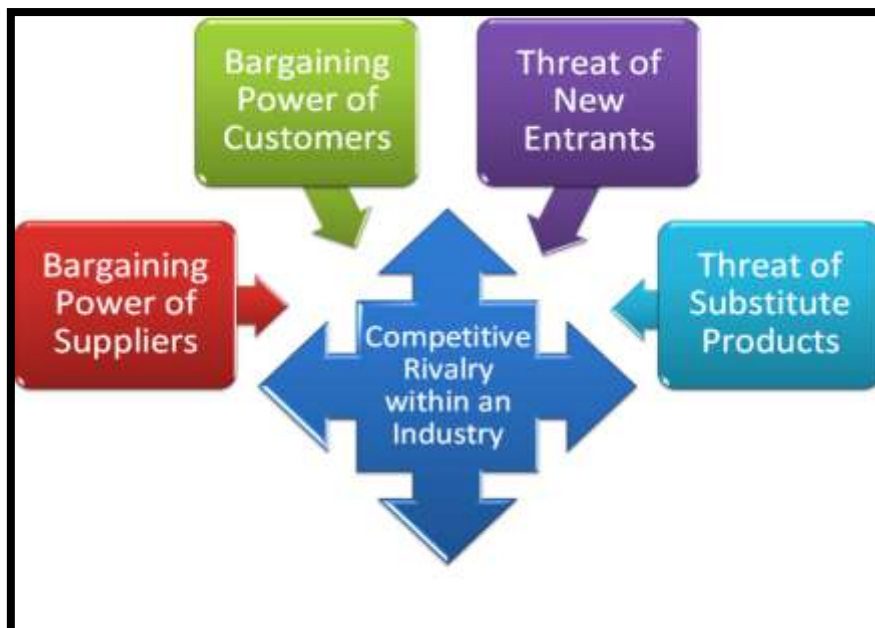 Bargaining
Power of
Customers
Threat of
New
Entrants
Bargaining
Power of
Suppliers
Threat of
Substitute
Products
Competitive
Rivalry
within an
Industry